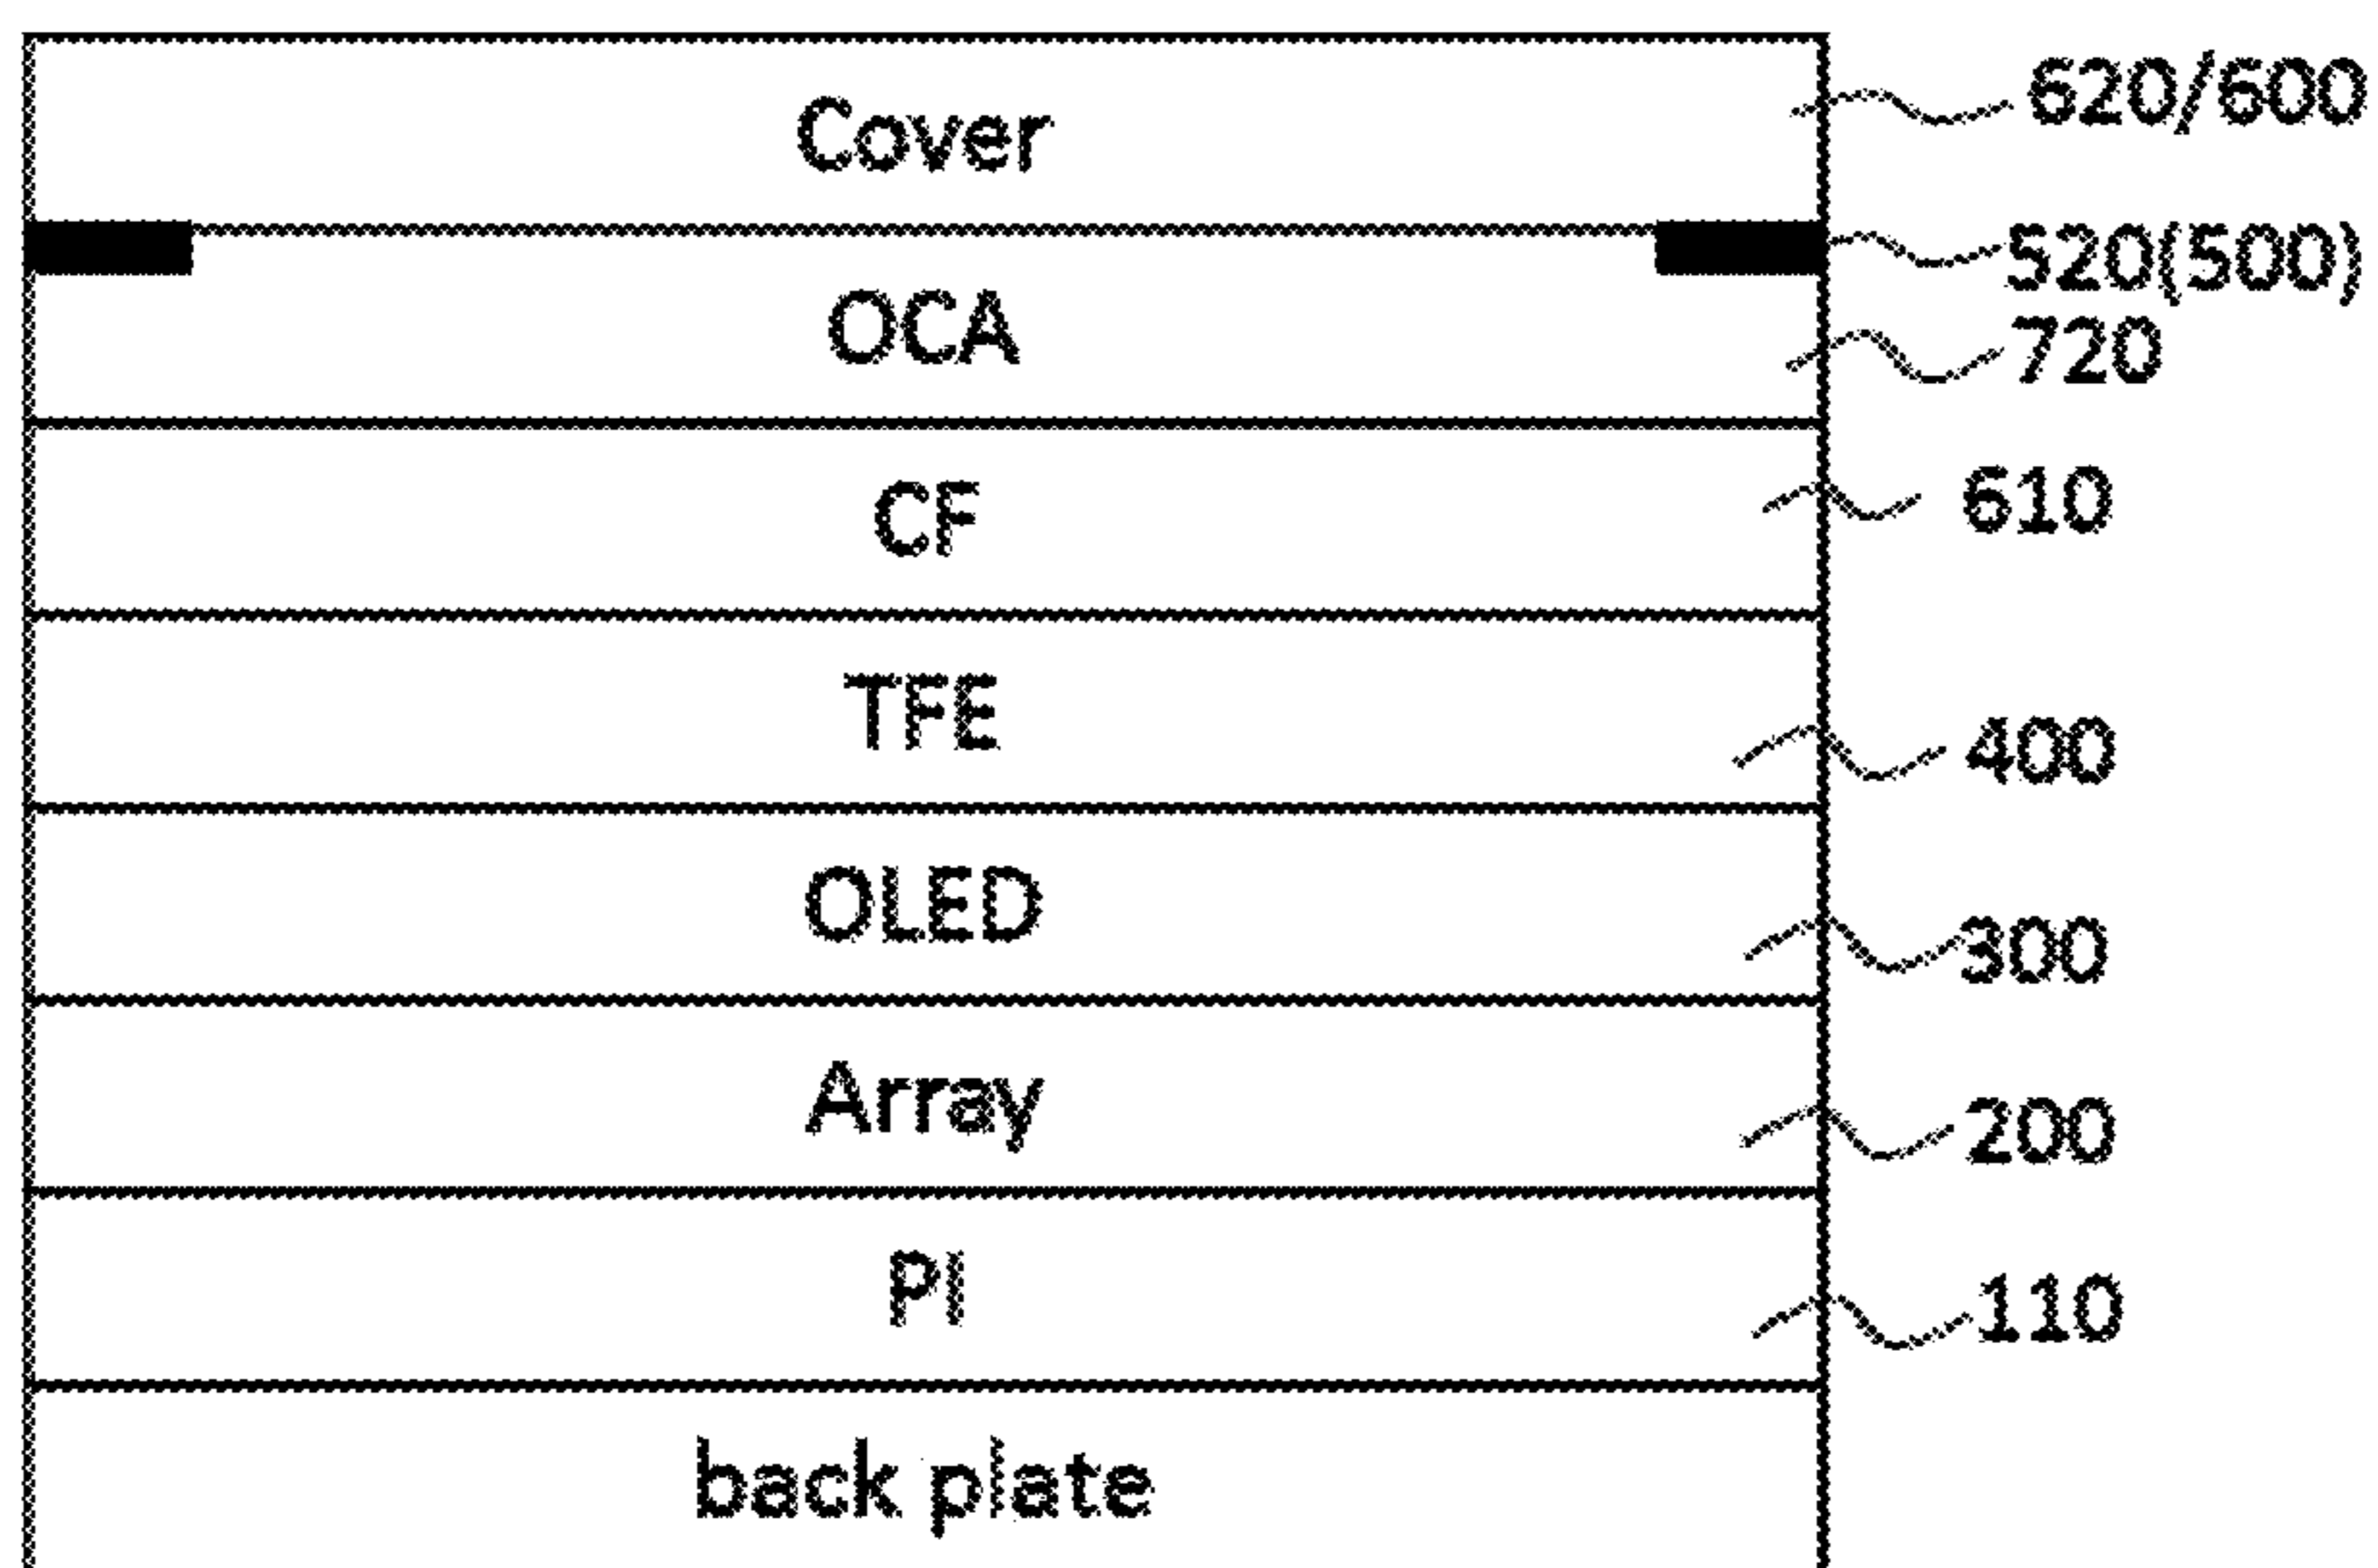 Cover 620/600
520(500)
OCA 720
CF 610
TFE 400
OLED 300
Array 200
PI 110
back plate